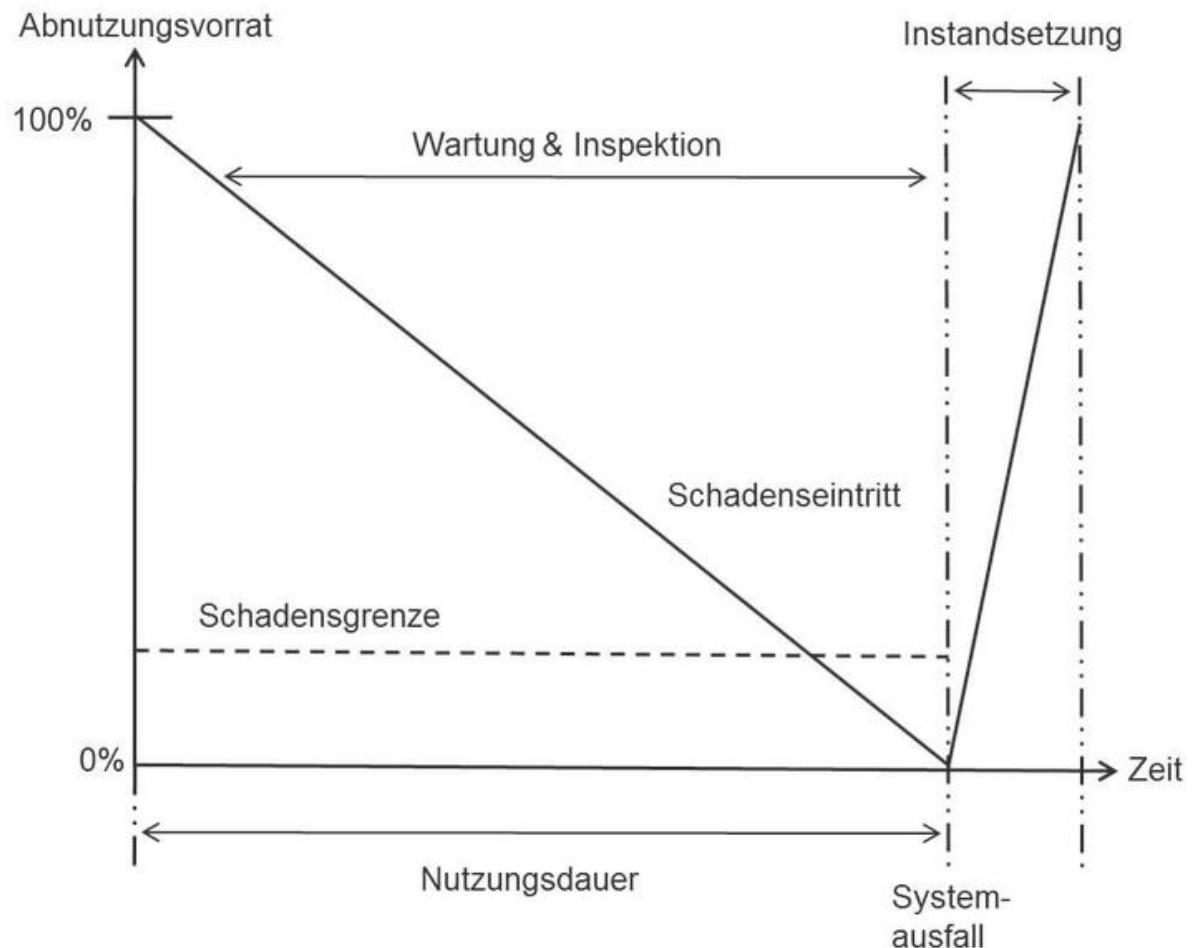 Abnutzungsvorrat
Instandsetzung
100%
Wartung & Inspektion
Schadenseintritt
Schadensgrenze
0%
Zeit
Nutzungsdauer
System-
ausfall